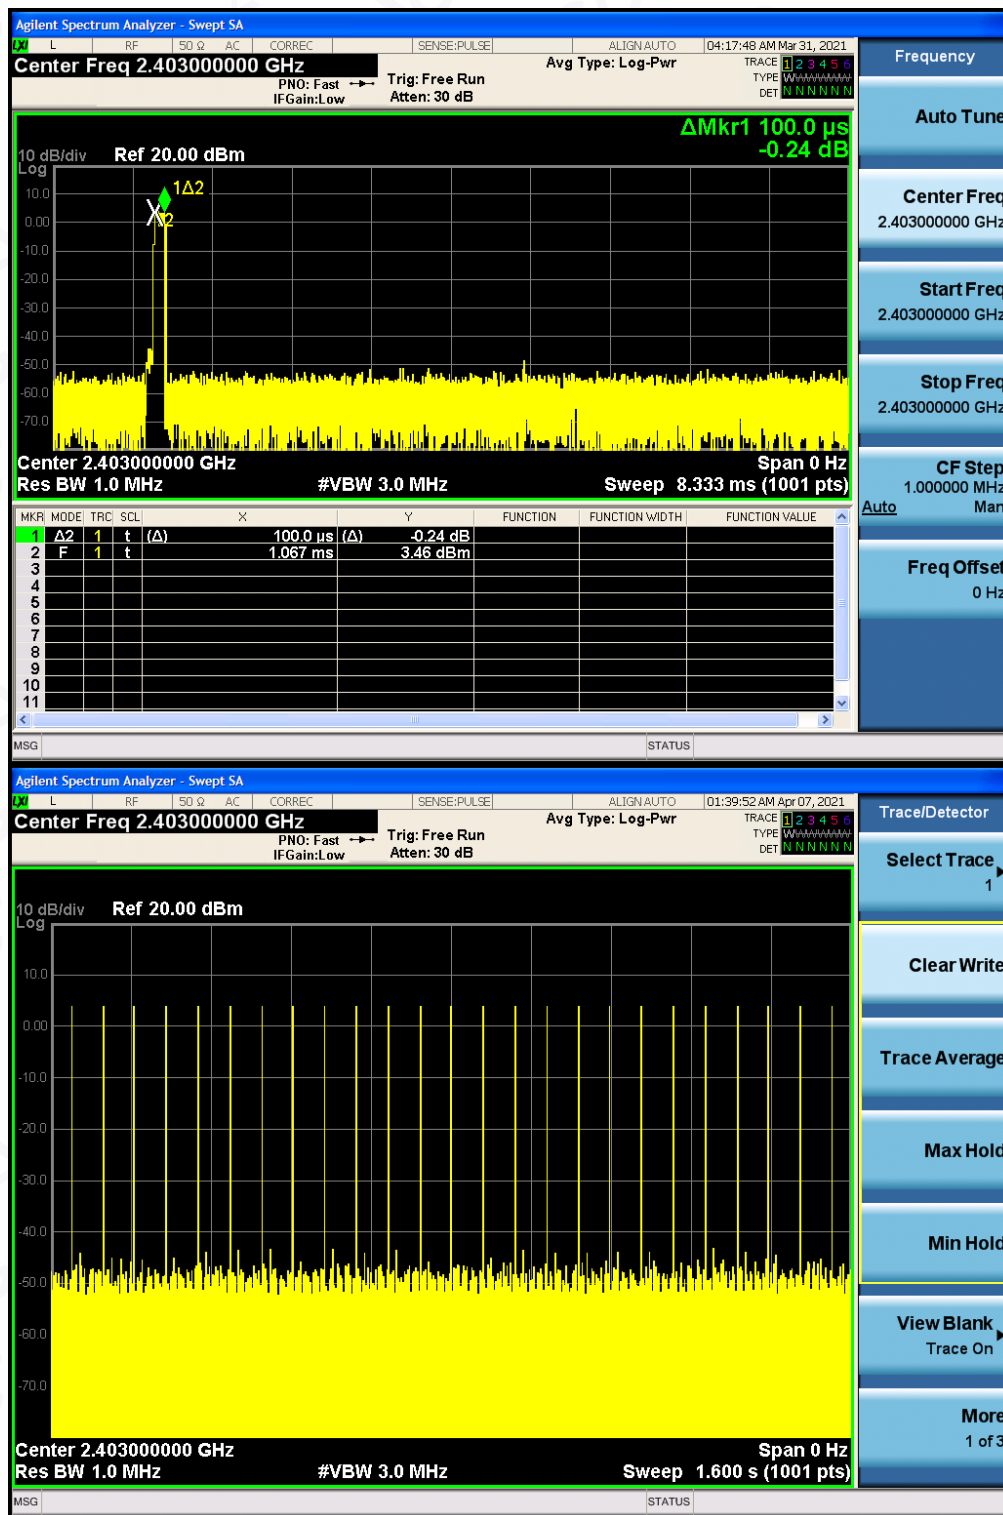 Agilent Spectrum Analyzer - Swept SA
LXI L RF 50 Ω AC CORREC SENSE:PULSE ALIGN AUTO 04:17:48 AM Mar 31, 2021
Center Freq 2.403000000 GHz Avg Type: Log-Pwr TRACE 1 2 3 4 5 6
PNO: Fast Trig: Free Run TYPE
IFGain:Low Atten: 30 dB DET N N N N N N
Frequency
Auto Tune
Center Freq
2.403000000 GHz
Start Freq
2.403000000 GHz
Stop Freq
2.403000000 GHz
CF Step
1.000000 MHz
Auto Man
Freq Offset
0 Hz
ΔMkr1 100.0 µs
-0.24 dB
10 dB/div Ref 20.00 dBm
Log
10.0
0.00
-10.0
-20.0
-30.0
-40.0
-50.0
-60.0
-70.0
1Δ2
2
Center 2.403000000 GHz Span 0 Hz
Res BW 1.0 MHz #VBW 3.0 MHz Sweep 8.333 ms (1001 pts)
MKR MODE TRC SCL X Y FUNCTION FUNCTION WIDTH FUNCTION VALUE
1 Δ2 1 t (Δ) 100.0 µs (Δ) -0.24 dB
2 F 1 t 1.067 ms 3.46 dBm
3
4
5
6
7
8
9
10
11
MSG STATUS
Agilent Spectrum Analyzer - Swept SA
LXI L RF 50 Ω AC CORREC SENSE:PULSE ALIGN AUTO 01:39:52 AM Apr 07, 2021
Center Freq 2.403000000 GHz Avg Type: Log-Pwr TRACE 1 2 3 4 5 6
PNO: Fast Trig: Free Run TYPE
IFGain:Low Atten: 30 dB DET N N N N N N
Trace/Detector
Select Trace
1
Clear Write
Trace Average
Max Hold
Min Hold
View Blank
Trace On
More
1 of 3
10 dB/div Ref 20.00 dBm
Log
10.0
0.00
-10.0
-20.0
-30.0
-40.0
-50.0
-60.0
-70.0
Center 2.403000000 GHz Span 0 Hz
Res BW 1.0 MHz #VBW 3.0 MHz Sweep 1.600 s (1001 pts)
MSG STATUS